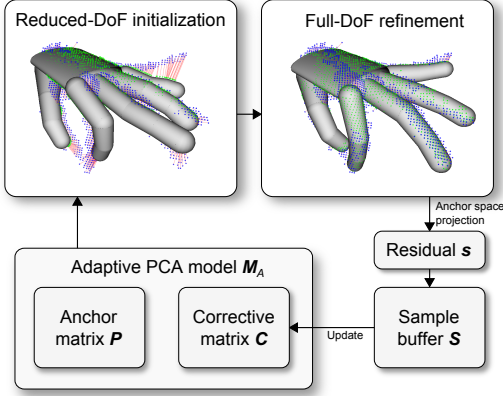 Reduced-DoF initialization
Full-DoF refinement
Anchor space
projection
Residual s
Adaptive PCA model M_A
Anchor
matrix P
Corrective
matrix C
Update
Sample
buffer S